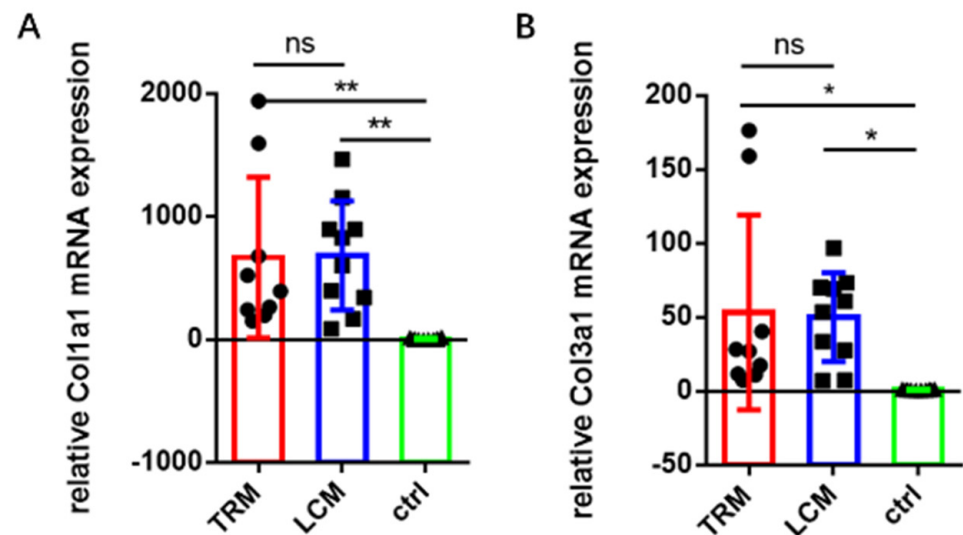 A
relative Col1a1 mRNA expression
ns
**
**
2000
1000
0
-1000
TRM
LCM
ctrl
B
relative Col3a1 mRNA expression
ns
*
*
200
150
100
50
0
-50
TRM
LCM
ctrl